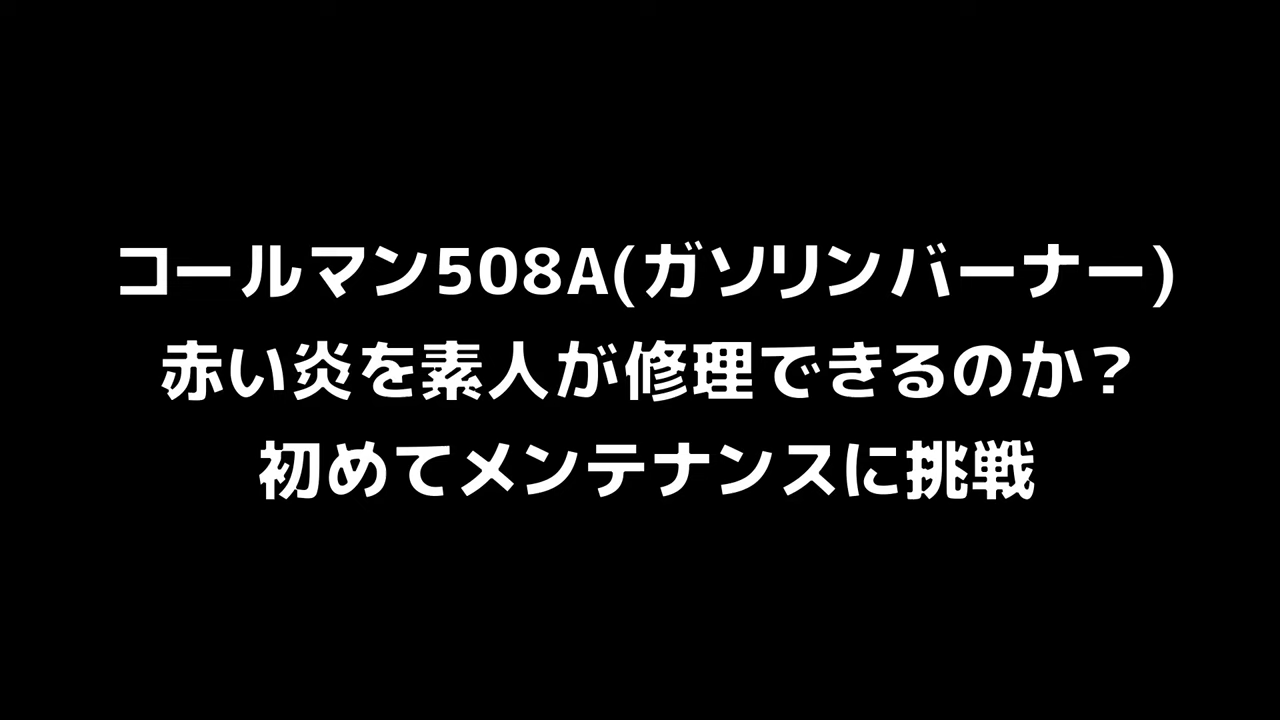 コールマン508A(ガソリンバーナー)
赤い炎を素人が修理できるのか?
初めてメンテナンスに挑戦